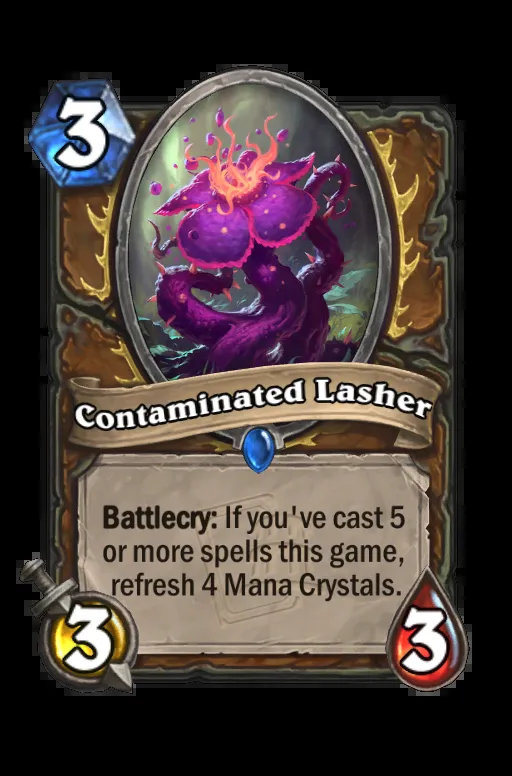 3
Contaminated Lasher
Battlecry: If you've cast 5
or more spells this game,
refresh 4 Mana Crystals.
3
3